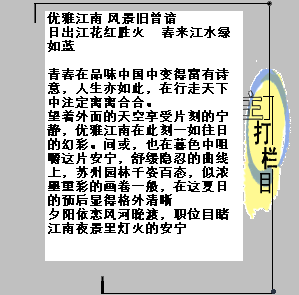 优雅江南 风景旧曾谙
日出江花红胜火 春来江水绿
如蓝
青春在品味中国中变得富有诗
意，人生亦如此，在行走天下
中注定离离合合。
望着外面的天空享受片刻的宁
静，优雅江南在此刻一如往日
的幻彩。间或，也在暮色中咀
嚼这片安宁，舒缓隐忍的曲线
上，苏州园林千姿百态，似浓
墨重彩的画卷一般，在这夏日
的预后显得格外清晰
夕阳依恋风河晚渡，职位目睹
江南夜景里灯火的安宁
主打
打栏目